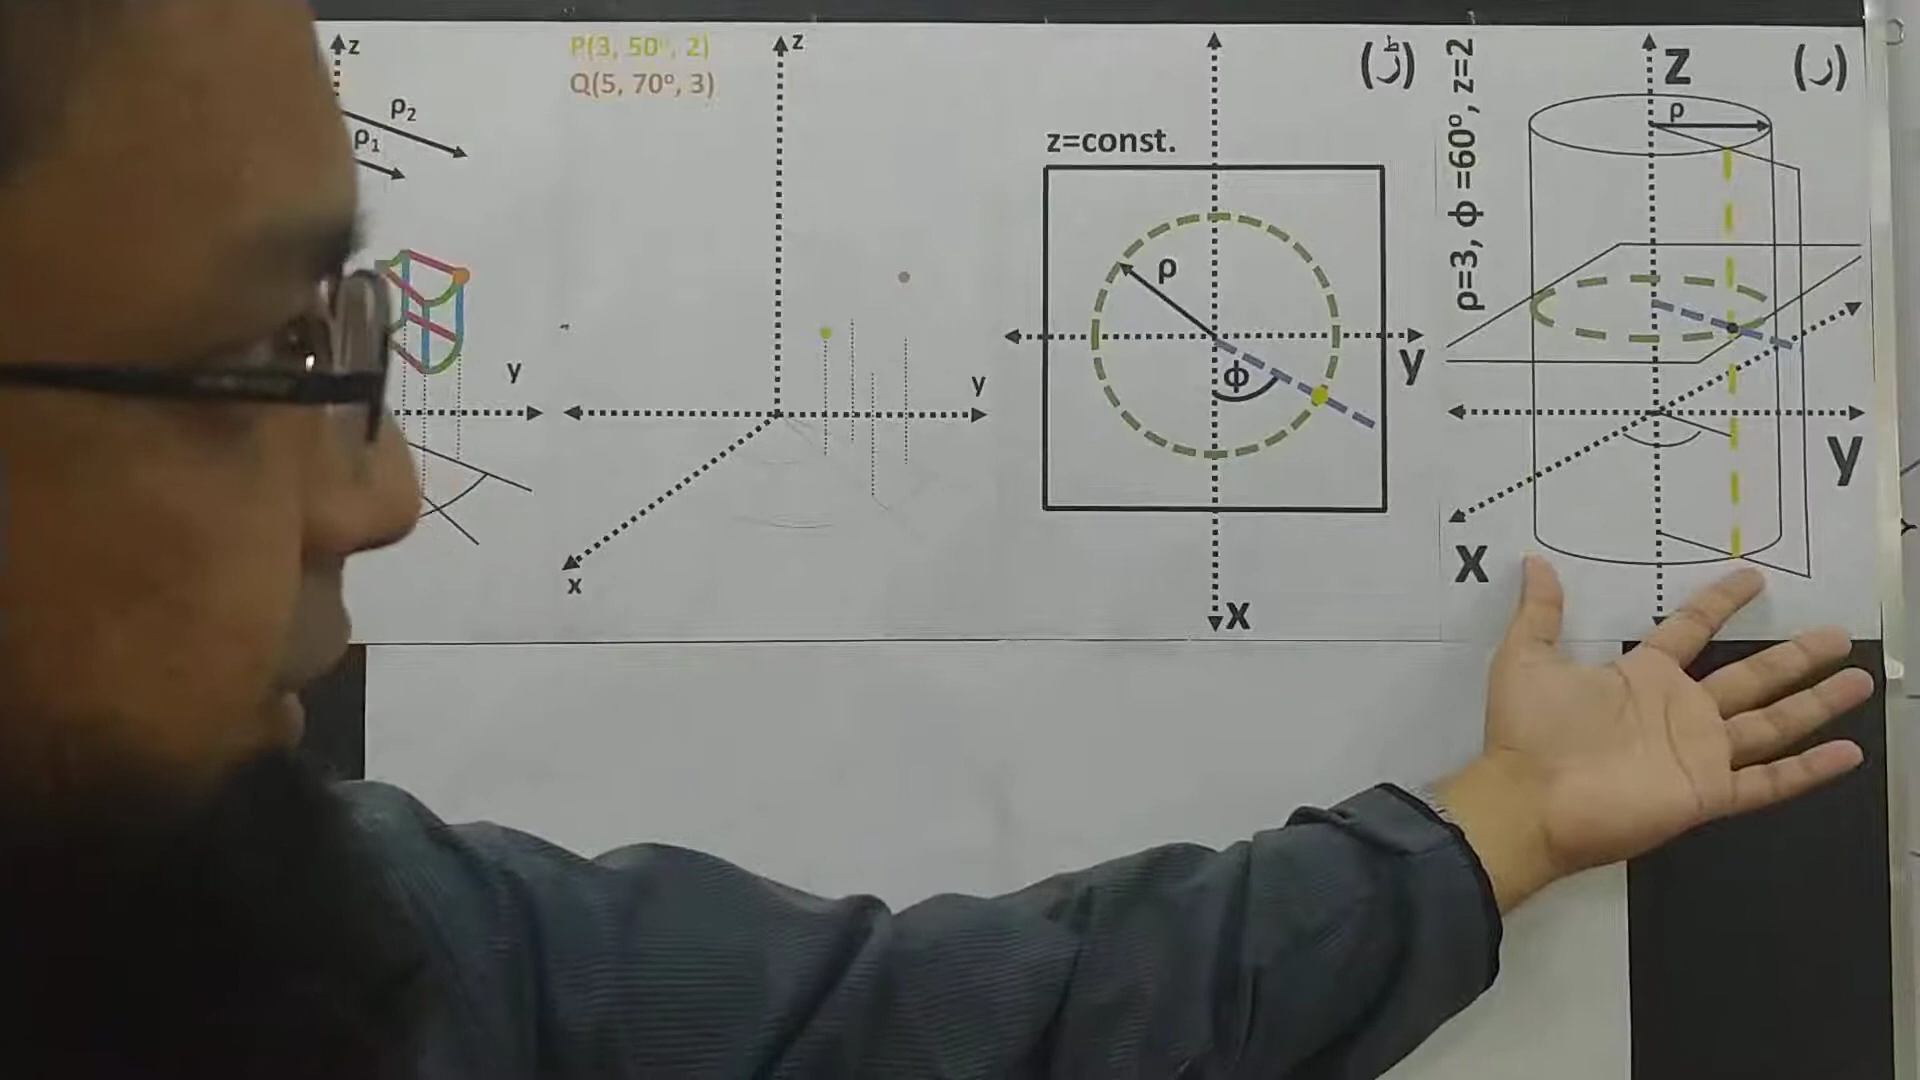 z
ρ2
ρ1
y
P(3, 50°, 2)
Q(5, 70°, 3)
z
y
x
(ڑ)
z=const.
ρ
ϕ
y
x
ρ=3, ϕ =60°, z=2
(ر)
z
ρ
y
x